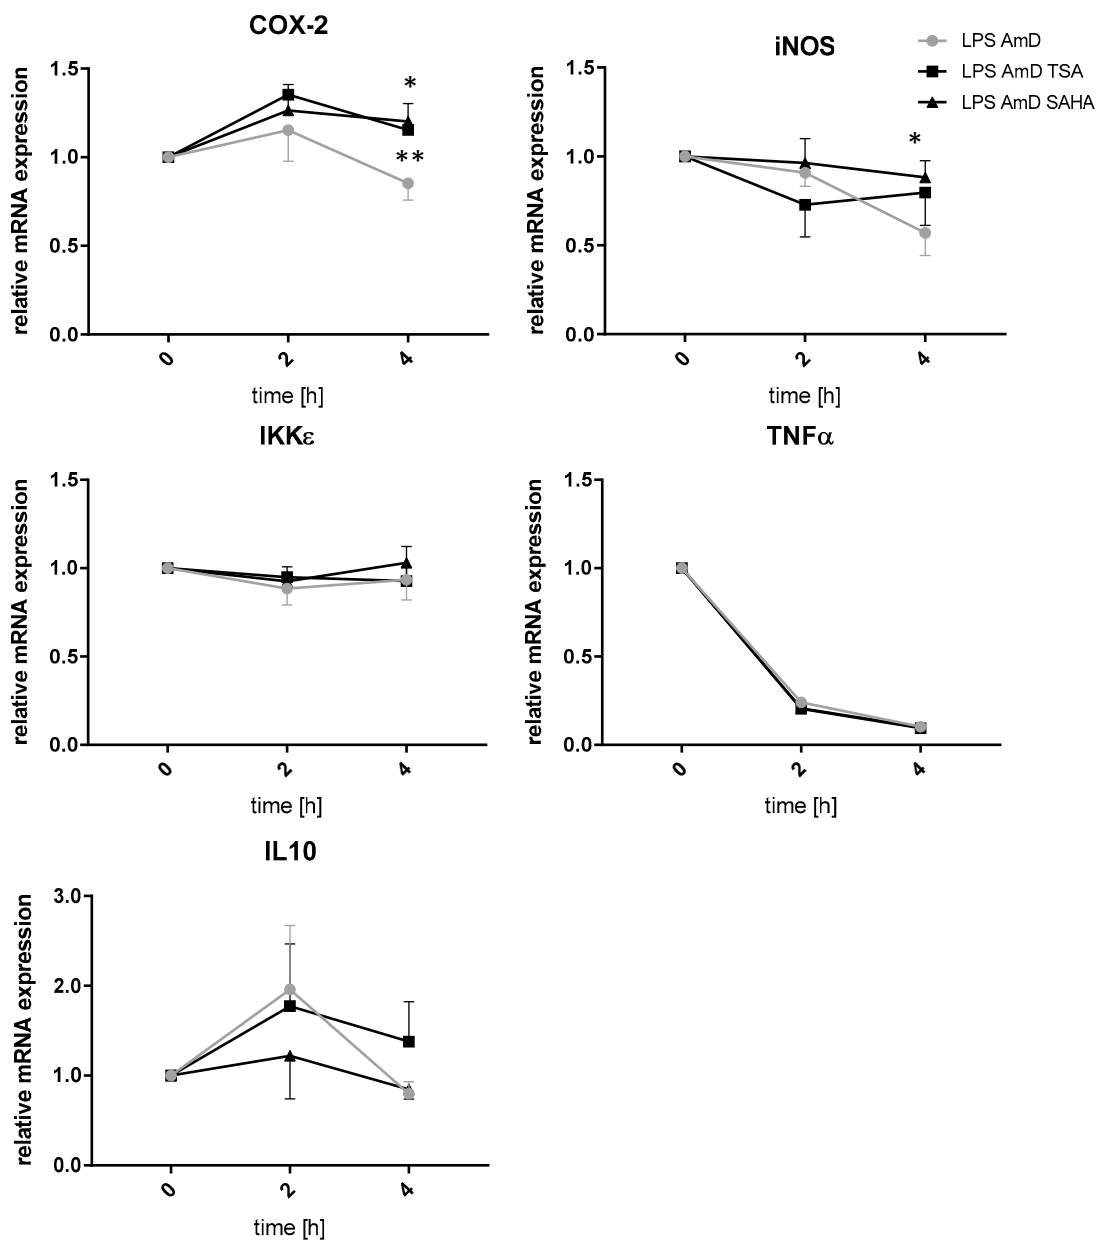 COX-2
iNOS
LPS AmD
LPS AmD TSA
LPS AmD SAHA
relative mRNA expression
1.5
1.0
0.5
0.0
*
**
0
2
4
time [h]
relative mRNA expression
1.5
1.0
0.5
0.0
*
0
2
4
time [h]
IKKε
relative mRNA expression
1.5
1.0
0.5
0.0
0
2
4
time [h]
TNFα
relative mRNA expression
1.5
1.0
0.5
0.0
0
2
4
time [h]
IL10
relative mRNA expression
3.0
2.0
1.0
0.0
0
2
4
time [h]